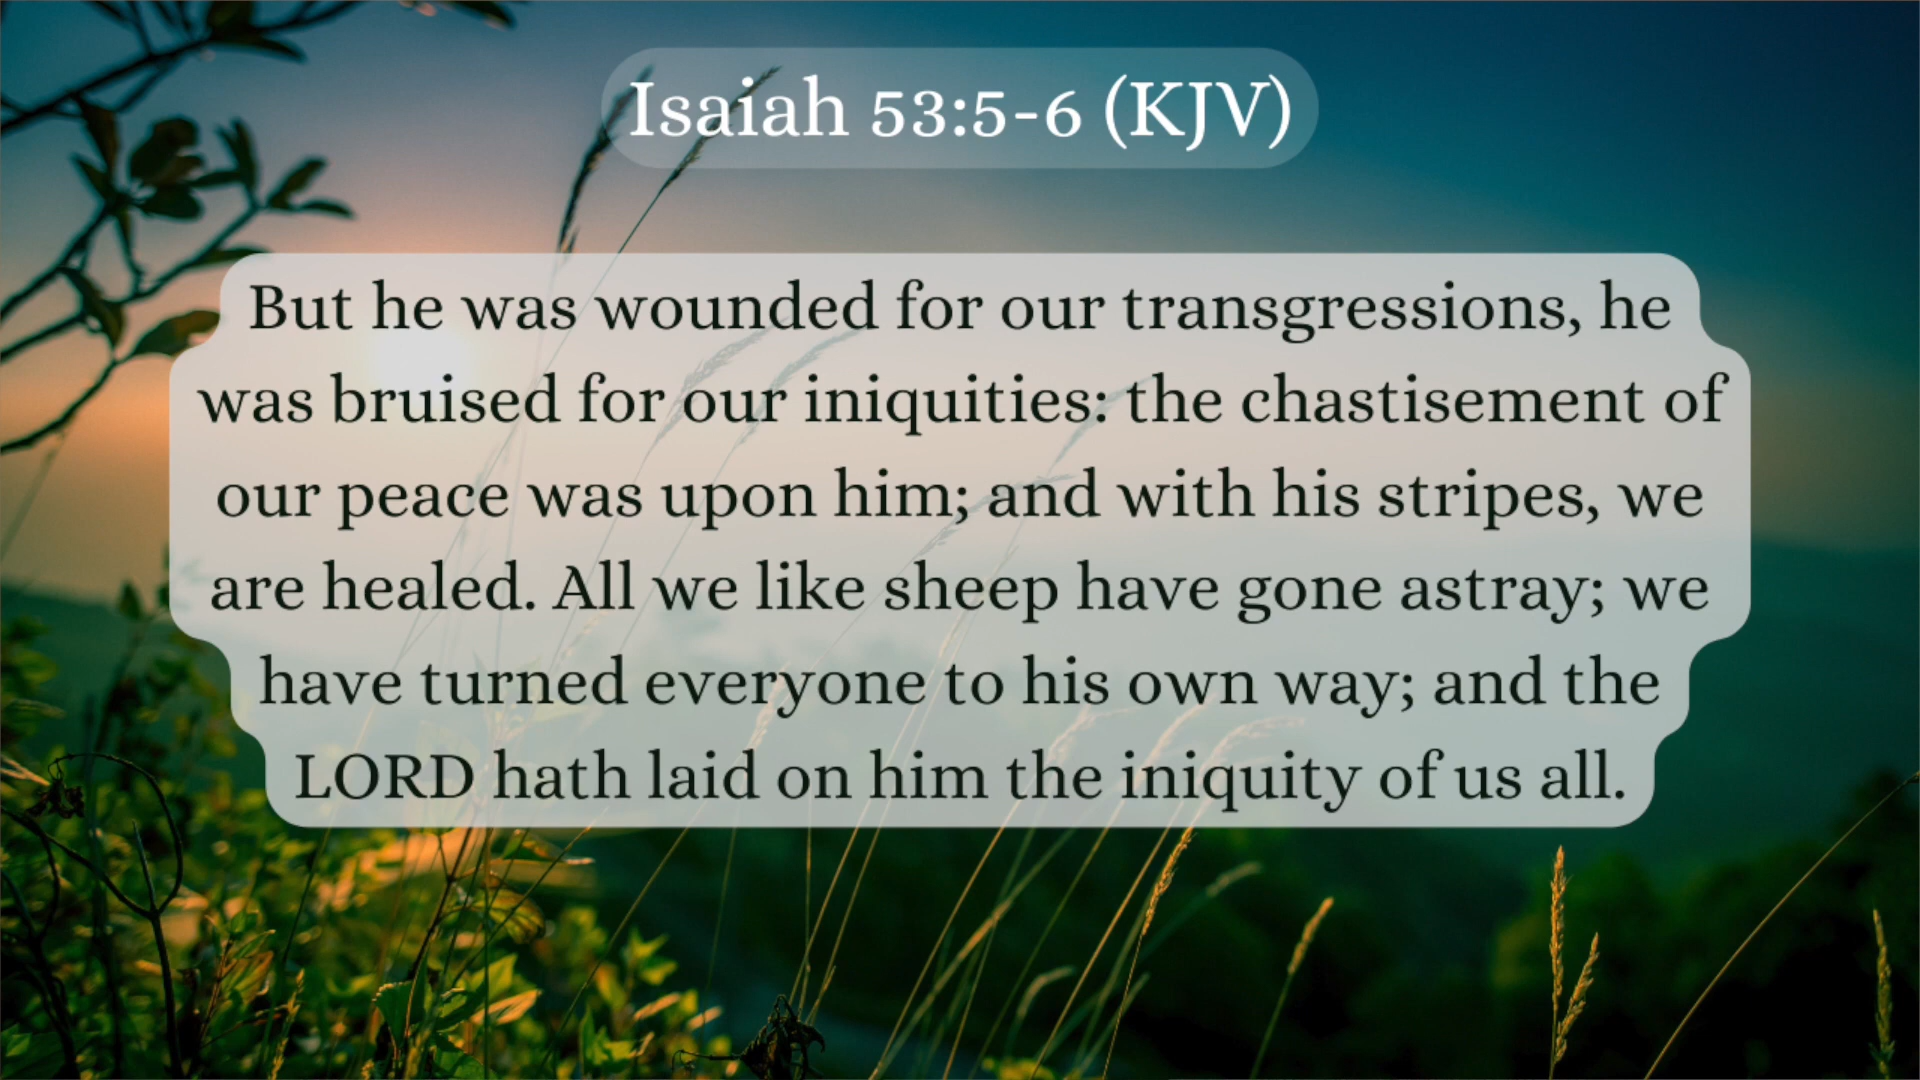 Isaiah 53:5-6 (KJV)
But he was wounded for our transgressions, he
was bruised for our iniquities: the chastisement of
our peace was upon him; and with his stripes, we
are healed. All we like sheep have gone astray; we
have turned everyone to his own way; and the
LORD hath laid on him the iniquity of us all.